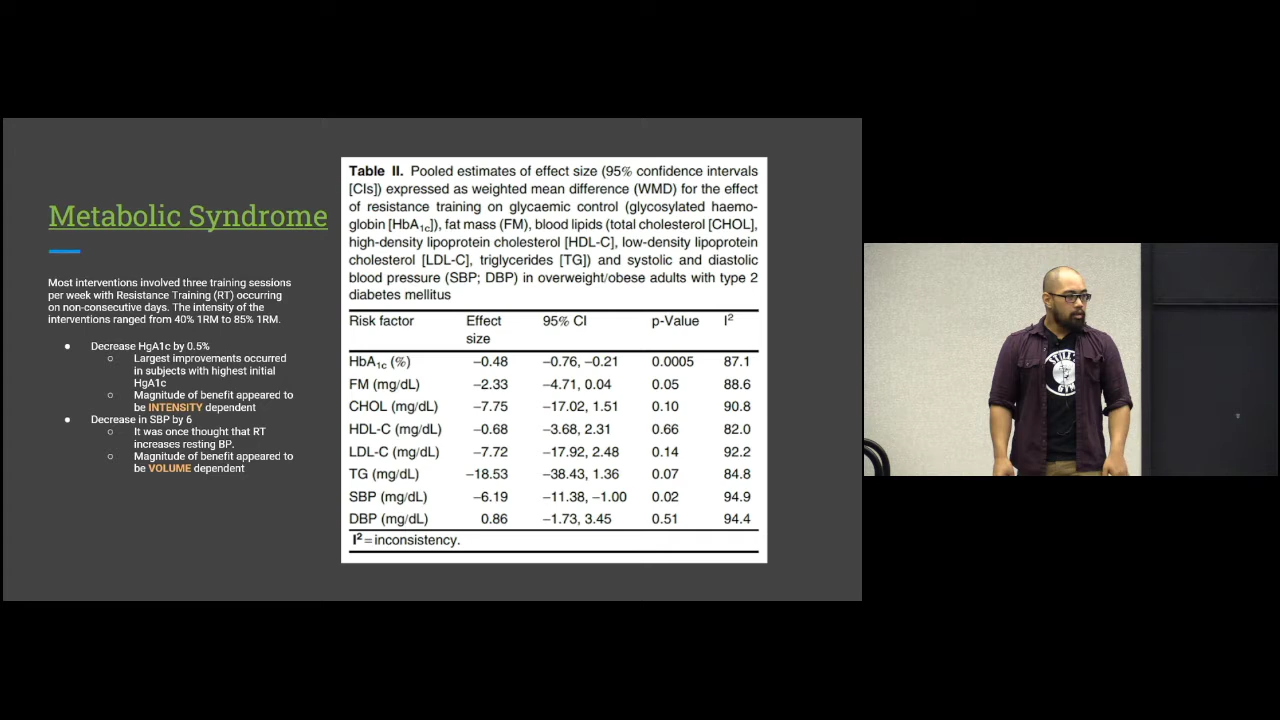 Metabolic Syndrome
Most interventions involved three training sessions
per week with Resistance Training (RT) occurring
on non-consecutive days. The intensity of the
interventions ranged from 40% 1RM to 85% 1RM.
● Decrease HgA1c by 0.5%
○ Largest improvements occurred
in subjects with highest initial
HgA1c
○ Magnitude of benefit appeared to
be INTENSITY dependent
● Decrease in SBP by 6
○ It was once thought that RT
increases resting BP.
○ Magnitude of benefit appeared to
be VOLUME dependent
Table II. Pooled estimates of effect size (95% confidence intervals
[CIs]) expressed as weighted mean difference (WMD) for the effect
of resistance training on glycaemic control (glycosylated haemo-
globin [HbA1c]), fat mass (FM), blood lipids (total cholesterol [CHOL],
high-density lipoprotein cholesterol [HDL-C], low-density lipoprotein
cholesterol [LDL-C], triglycerides [TG]) and systolic and diastolic
blood pressure (SBP; DBP) in overweight/obese adults with type 2
diabetes mellitus
Risk factor Effect size 95% CI p-Value I2
HbA1c (%) −0.48 −0.76, −0.21 0.0005 87.1
FM (mg/dL) −2.33 −4.71, 0.04 0.05 88.6
CHOL (mg/dL) −7.75 −17.02, 1.51 0.10 90.8
HDL-C (mg/dL) −0.68 −3.68, 2.31 0.66 82.0
LDL-C (mg/dL) −7.72 −17.92, 2.48 0.14 92.2
TG (mg/dL) −18.53 −38.43, 1.36 0.07 84.8
SBP (mg/dL) −6.19 −11.38, −1.00 0.02 94.9
DBP (mg/dL) 0.86 −1.73, 3.45 0.51 94.4
I2 = inconsistency.
GYM